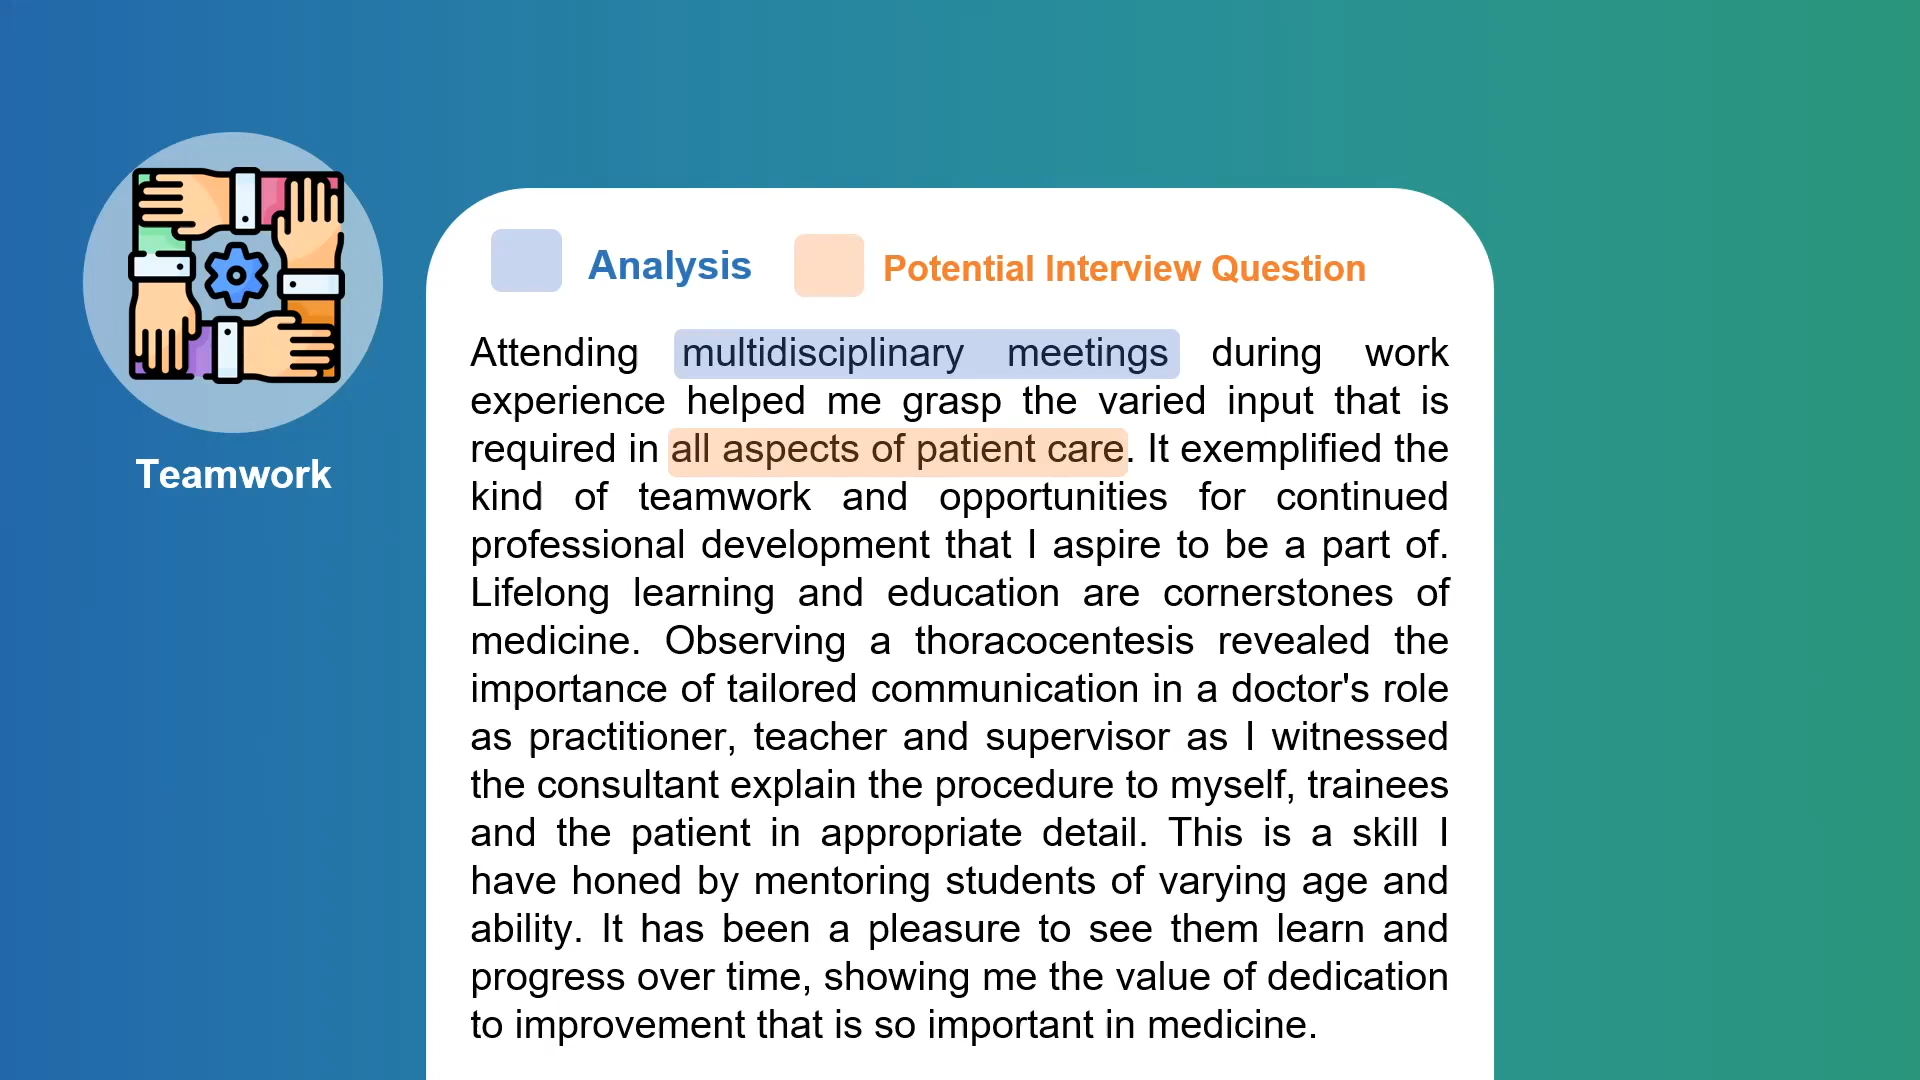 Teamwork
Analysis
Potential Interview Question
Attending multidisciplinary meetings during work
experience helped me grasp the varied input that is
required in all aspects of patient care. It exemplified the
kind of teamwork and opportunities for continued
professional development that I aspire to be a part of.
Lifelong learning and education are cornerstones of
medicine. Observing a thoracocentesis revealed the
importance of tailored communication in a doctor's role
as practitioner, teacher and supervisor as I witnessed
the consultant explain the procedure to myself, trainees
and the patient in appropriate detail. This is a skill I
have honed by mentoring students of varying age and
ability. It has been a pleasure to see them learn and
progress over time, showing me the value of dedication
to improvement that is so important in medicine.